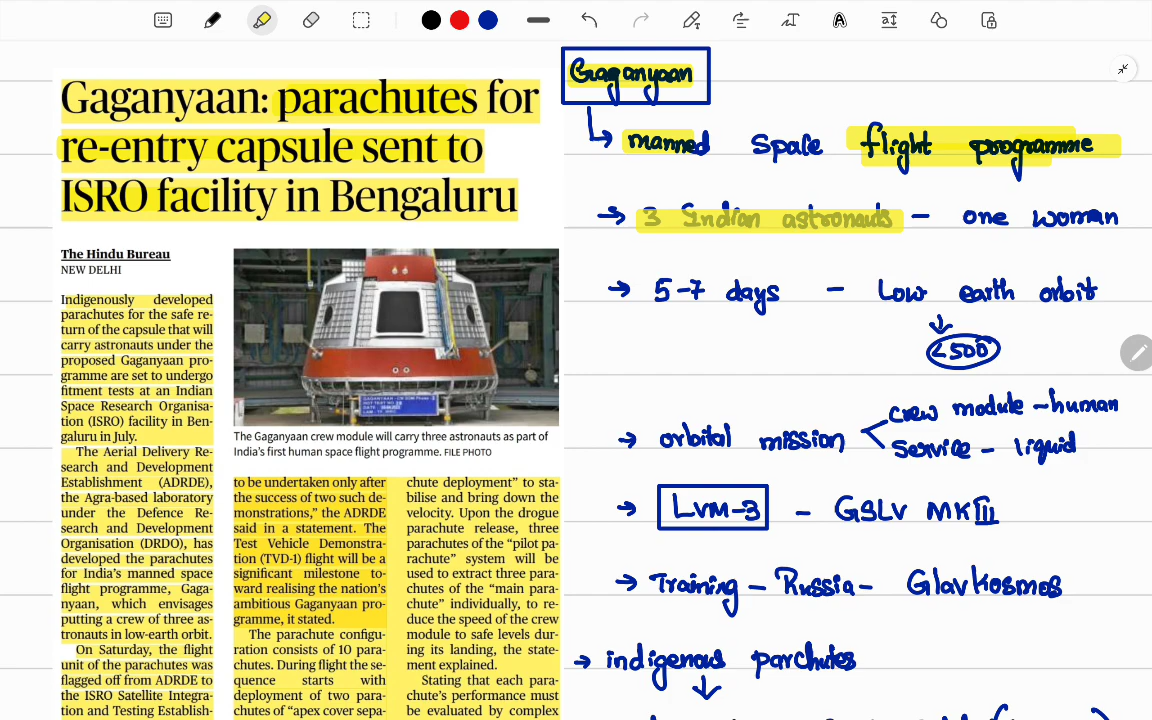 Gaganyaan: parachutes for
re-entry capsule sent to
ISRO facility in Bengaluru
The Hindu Bureau
NEW DELHI
Indigenously developed
parachutes for the safe re-
turn of the capsule that will
carry astronauts under the
proposed Gaganyaan pro-
gramme are set to undergo
fitment tests at an Indian
Space Research Organisa-
tion (ISRO) facility in Ben-
galuru in July.
The Aerial Delivery Re-
search and Development
Establishment (ADRDE),
the Agra-based laboratory
under the Defence Re-
search and Development
Organisation (DRDO), has
developed the parachutes
for India's manned space
flight programme, Gaga-
nyaan, which envisages
putting a crew of three as-
tronauts in low-earth orbit.
On Saturday, the flight
unit of the parachutes was
flagged off from ADRDE to
the ISRO Satellite Integra-
tion and Testing Establish-
The Gaganyaan crew module will carry three astronauts as part of
India's first human space flight programme. FILE PHOTO
to be undertaken only after
the success of two such de-
monstrations," the ADRDE
said in a statement. The
Test Vehicle Demonstra-
tion (TVD-1) flight will be a
significant milestone to-
ward realising the nation's
ambitious Gaganyaan pro-
gramme, it stated.
The parachute configu-
ration consists of 10 para-
chutes. During flight the se-
quence starts with
deployment of two para-
chutes of "apex cover sepa-
chute deployment" to sta-
bilise and bring down the
velocity. Upon the drogue
parachute release, three
parachutes of the "pilot pa-
rachute" system will be
used to extract three para-
chutes of the "main para-
chute" individually, to re-
duce the speed of the crew
module to safe levels dur-
ing its landing, the state-
ment explained.
Stating that each para-
chute's performance must
be evaluated by complex
Gaganyaan
manned space flight programme
3 Indian astronauts - one woman
5-7 days - Low earth orbit
<500
orbital mission
crew module - human
Service - liquid
LVM-3 - GSLV MK III
Training - Russia - Glavkosmos
indigenous parchutes